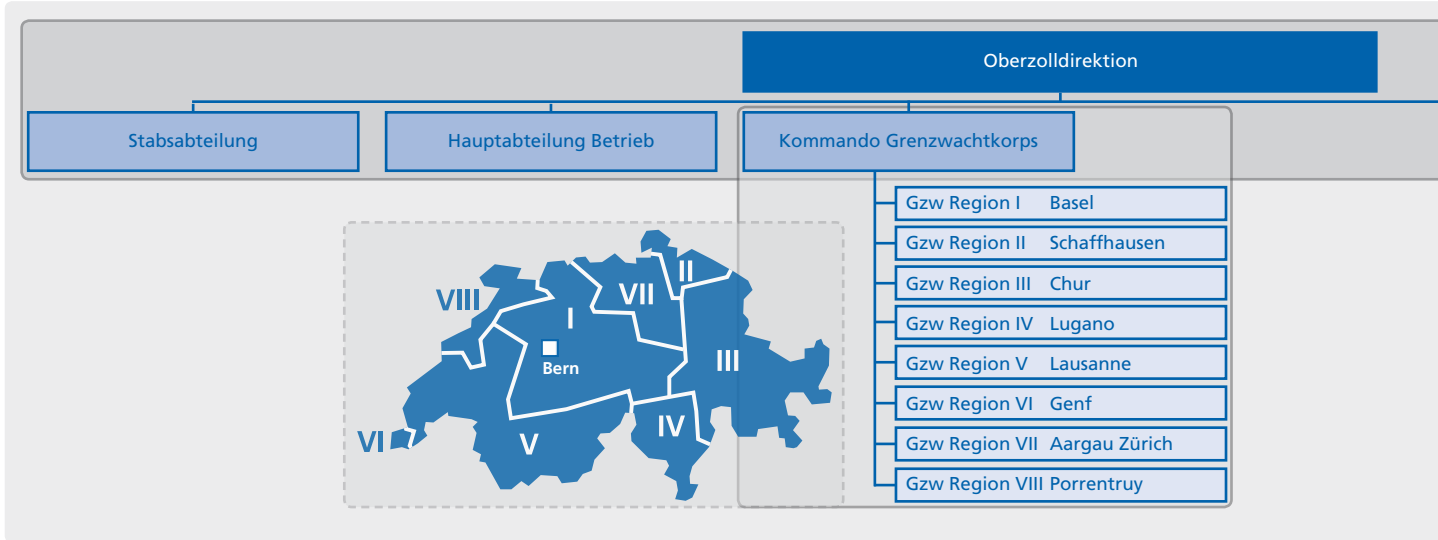 Oberzolldirektion
Stabsabteilung
Hauptabteilung Betrieb
Kommando Grenzwachtkorps
Gzw Region I Basel
Gzw Region II Schaffhausen
Gzw Region III Chur
Gzw Region IV Lugano
Gzw Region V Lausanne
Gzw Region VI Genf
Gzw Region VII Aargau Zürich
Gzw Region VIII Porrentruy
II
VIII
VII
I
III
Bern
IV
VI
V